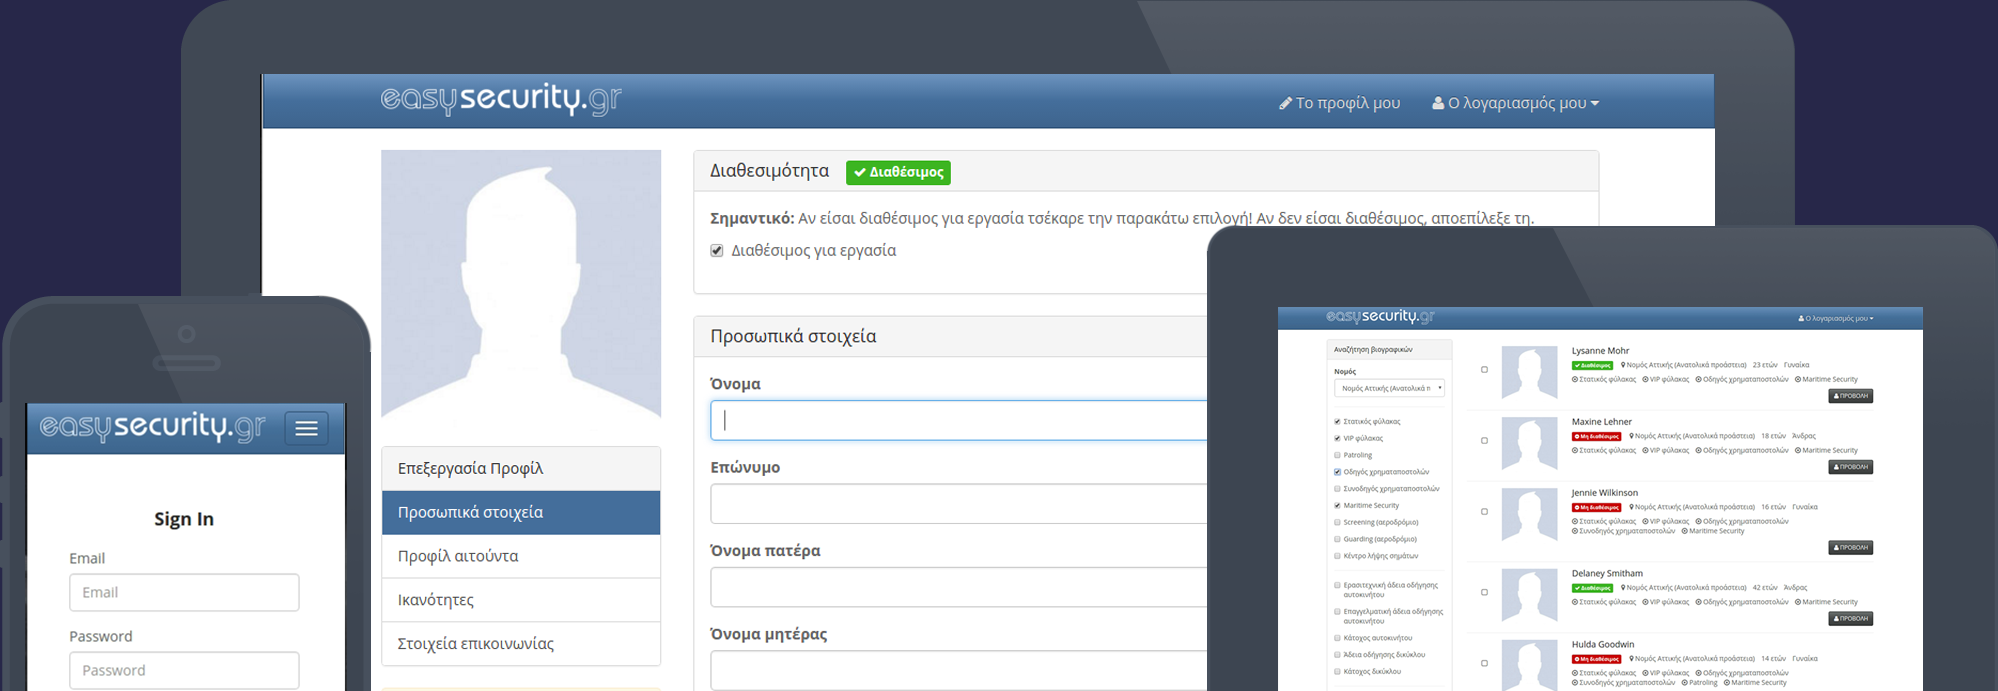 easysecurity.gr
Το προφίλ μου
Ο λογαριασμός μου
Διαθεσιμότητα
Διαθέσιμος
Σημαντικό: Αν είσαι διαθέσιμος για εργασία τσέκαρε την παρακάτω επιλογή! Αν δεν είσαι διαθέσιμος, αποεπίλεξε τη.
Διαθέσιμος για εργασία
Προσωπικά στοιχεία
Όνομα
Επώνυμο
Όνομα πατέρα
Όνομα μητέρας
Επεξεργασία Προφίλ
Προσωπικά στοιχεία
Προφίλ αιτούντα
Ικανότητες
Στοιχεία επικοινωνίας
easysecurity.gr
Sign In
Email
Email
Password
Password
easysecurity.gr
Ο λογαριασμός μου
Αναζήτηση βιογραφικών
Νομός
Νομός Αττικής (Ανατολικά π
Στατικός φύλακας
VIP φύλακας
Patroling
Οδηγός χρηματαποστολών
Συνοδηγός χρηματαποστολών
Maritime Security
Screening (αεροδρόμιο)
Guarding (αεροδρόμιο)
Κέντρο λήψης σημάτων
Ερασιτεχνική άδεια οδήγησης
αυτοκινήτου
Επαγγελματική άδεια οδήγησης
αυτοκινήτου
Κάτοχος αυτοκινήτου
Άδεια οδήγησης δικύκλου
Κάτοχος δικύκλου
Lysanne Mohr
Διαθέσιμος Νομός Αττικής (Ανατολικά προάστεια) 23 ετών Γυναίκα
Στατικός φύλακας VIP φύλακας Οδηγός χρηματαποστολών Maritime Security
ΠΡΟΒΟΛΗ
Maxine Lehner
Μη διαθέσιμος Νομός Αττικής (Ανατολικά προάστεια) 18 ετών Άνδρας
Στατικός φύλακας VIP φύλακας Οδηγός χρηματαποστολών Maritime Security
ΠΡΟΒΟΛΗ
Jennie Wilkinson
Μη διαθέσιμος Νομός Αττικής (Ανατολικά προάστεια) 16 ετών Γυναίκα
Στατικός φύλακας VIP φύλακας Οδηγός χρηματαποστολών
Συνοδηγός χρηματαποστολών Maritime Security
ΠΡΟΒΟΛΗ
Delaney Smitham
Διαθέσιμος Νομός Αττικής (Ανατολικά προάστεια) 42 ετών Άνδρας
Στατικός φύλακας VIP φύλακας Οδηγός χρηματαποστολών Maritime Security
ΠΡΟΒΟΛΗ
Hulda Goodwin
Μη διαθέσιμος Νομός Αττικής (Ανατολικά προάστεια) 14 ετών Γυναίκα
Στατικός φύλακας VIP φύλακας Οδηγός χρηματαποστολών
Συνοδηγός χρηματαποστολών Patroling Maritime Security